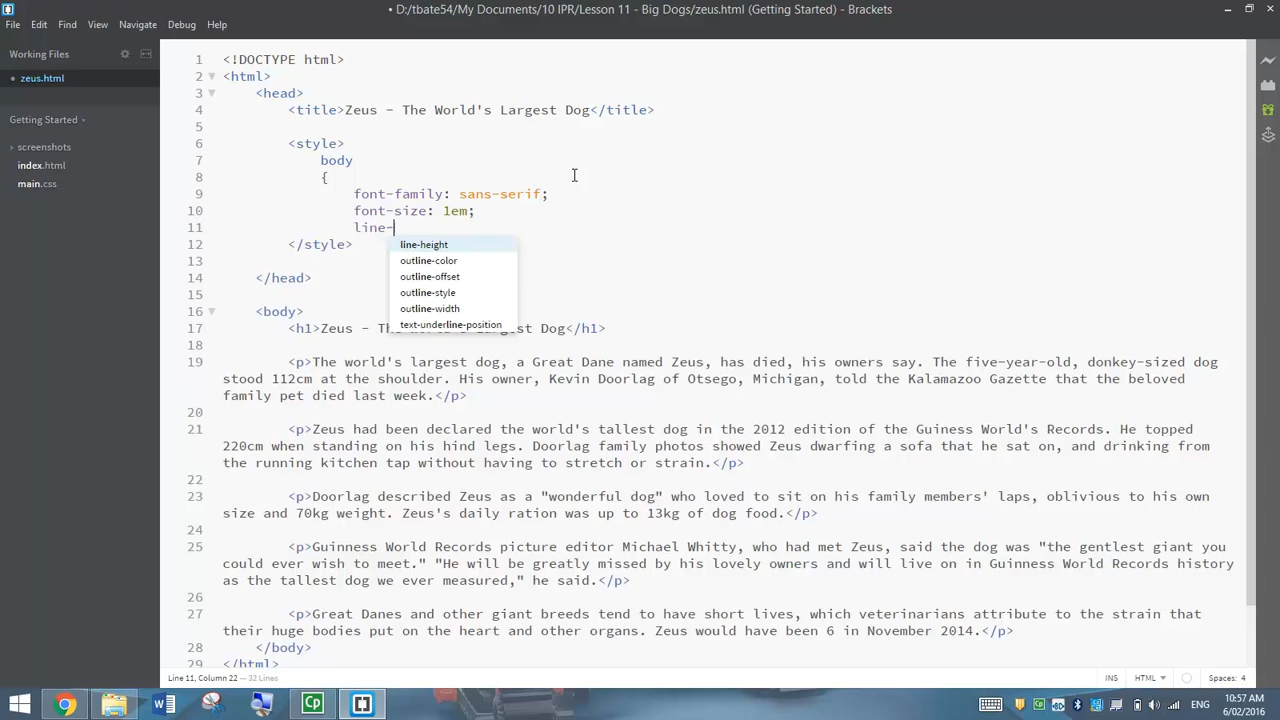 • D:/tbate54/My Documents/10 IPR/Lesson 11 - Big Dogs/zeus.html (Getting Started) - Brackets
File Edit Find View Navigate Debug Help
Working Files
• zeus.html
Getting Started
screenshots
index.html
main.css
1 <!DOCTYPE html>
2 <html>
3 <head>
4 <title>Zeus - The World's Largest Dog</title>
5
6 <style>
7 body
8 {
9 font-family: sans-serif;
10 font-size: 1em;
11 line-
line-height
12 </style>
outline-color
13
outline-offset
14 </head>
outline-style
15
outline-width
16 <body>
text-underline-position
17 <h1>Zeus - The World's Largest Dog</h1>
18
19 <p>The world's largest dog, a Great Dane named Zeus, has died, his owners say. The five-year-old, donkey-sized dog
stood 112cm at the shoulder. His owner, Kevin Doorlag of Otsego, Michigan, told the Kalamazoo Gazette that the beloved
family pet died last week.</p>
20
21 <p>Zeus had been declared the world's tallest dog in the 2012 edition of the Guiness World's Records. He topped
220cm when standing on his hind legs. Doorlag family photos showed Zeus dwarfing a sofa that he sat on, and drinking from
the running kitchen tap without having to stretch or strain.</p>
22
23 <p>Doorlag described Zeus as a "wonderful dog" who loved to sit on his family members' laps, oblivious to his own
size and 70kg weight. Zeus's daily ration was up to 13kg of dog food.</p>
24
25 <p>Guinness World Records picture editor Michael Whitty, who had met Zeus, said the dog was "the gentlest giant you
could ever wish to meet." "He will be greatly missed by his lovely owners and will live on in Guinness World Records history
as the tallest dog we ever measured," he said.</p>
26
27 <p>Great Danes and other giant breeds tend to have short lives, which veterinarians attribute to the strain that
their huge bodies put on the heart and other organs. Zeus would have been 6 in November 2014.</p>
28 </body>
29 </html>
Line 11, Column 22 — 32 Lines
INS HTML Spaces: 4
Cp
ENG
10:57 AM
6/02/2016